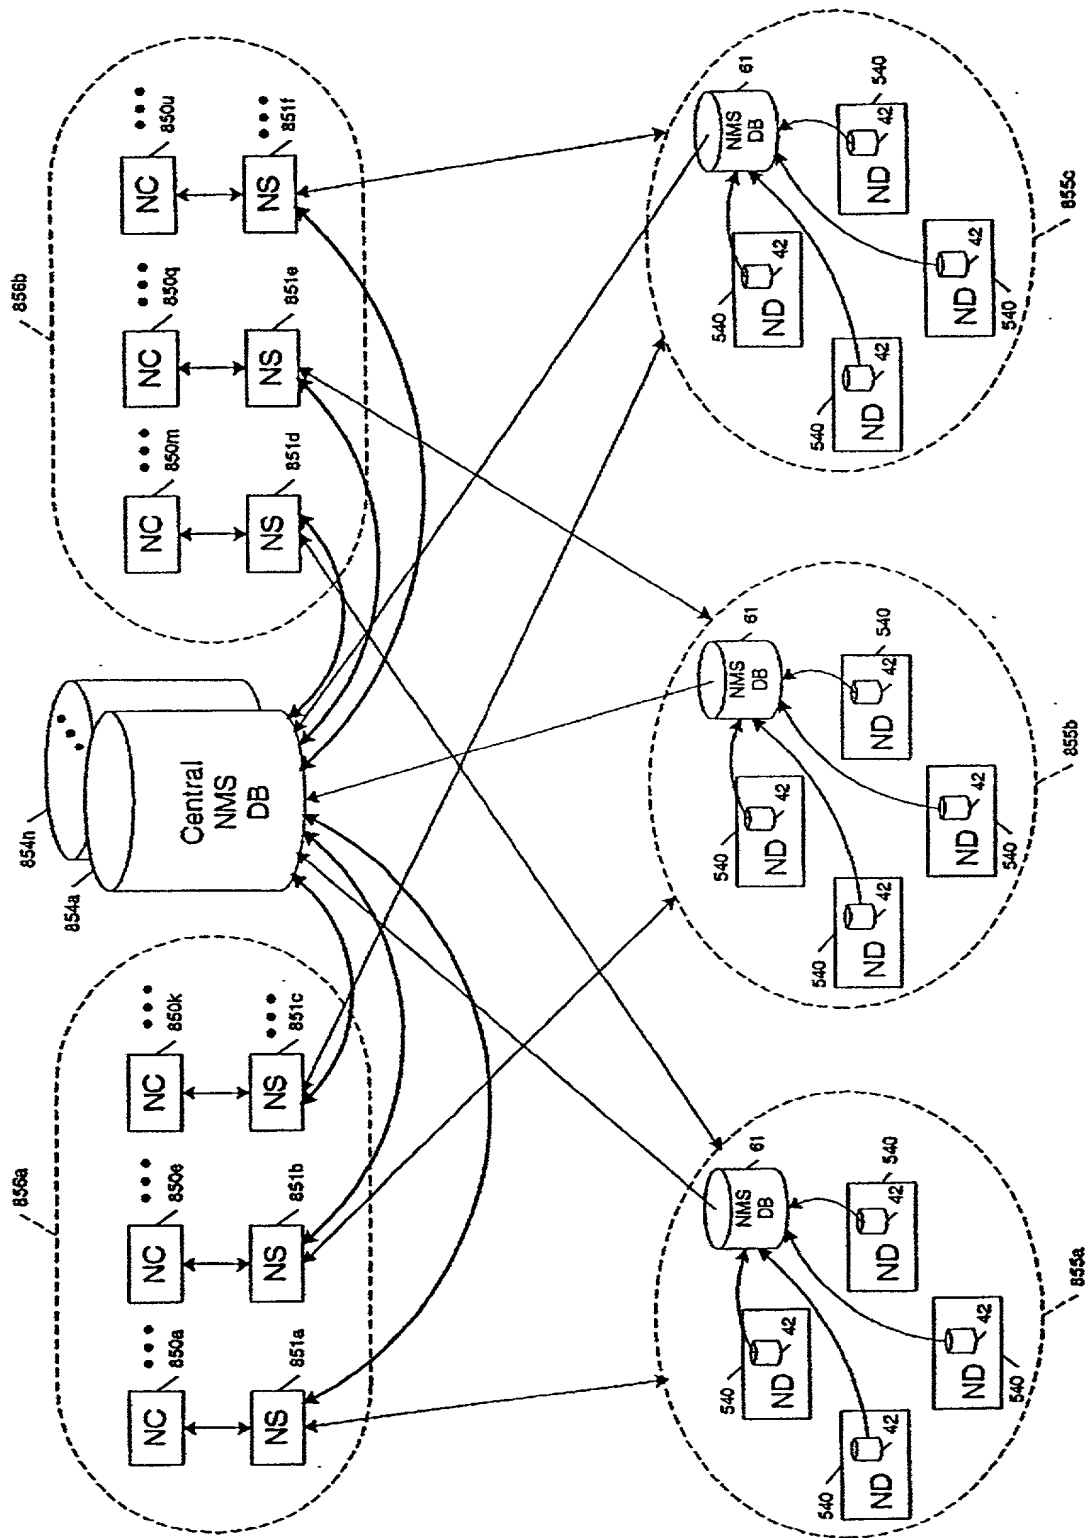 856a
NC
850a
NC
850e
NC
850k
NS
851a
NS
851b
NS
851c
854n
854a
Central
NMS
DB
856b
NC
850m
NC
850q
NC
850u
NS
851d
NS
851e
NS
851f
61
NMS
DB
540
42
ND
540
42
ND
540
42
ND
540
42
ND
855a
61
NMS
DB
540
42
ND
540
42
ND
540
42
ND
540
42
ND
855b
61
NMS
DB
540
42
ND
540
42
ND
540
42
ND
540
42
ND
855c